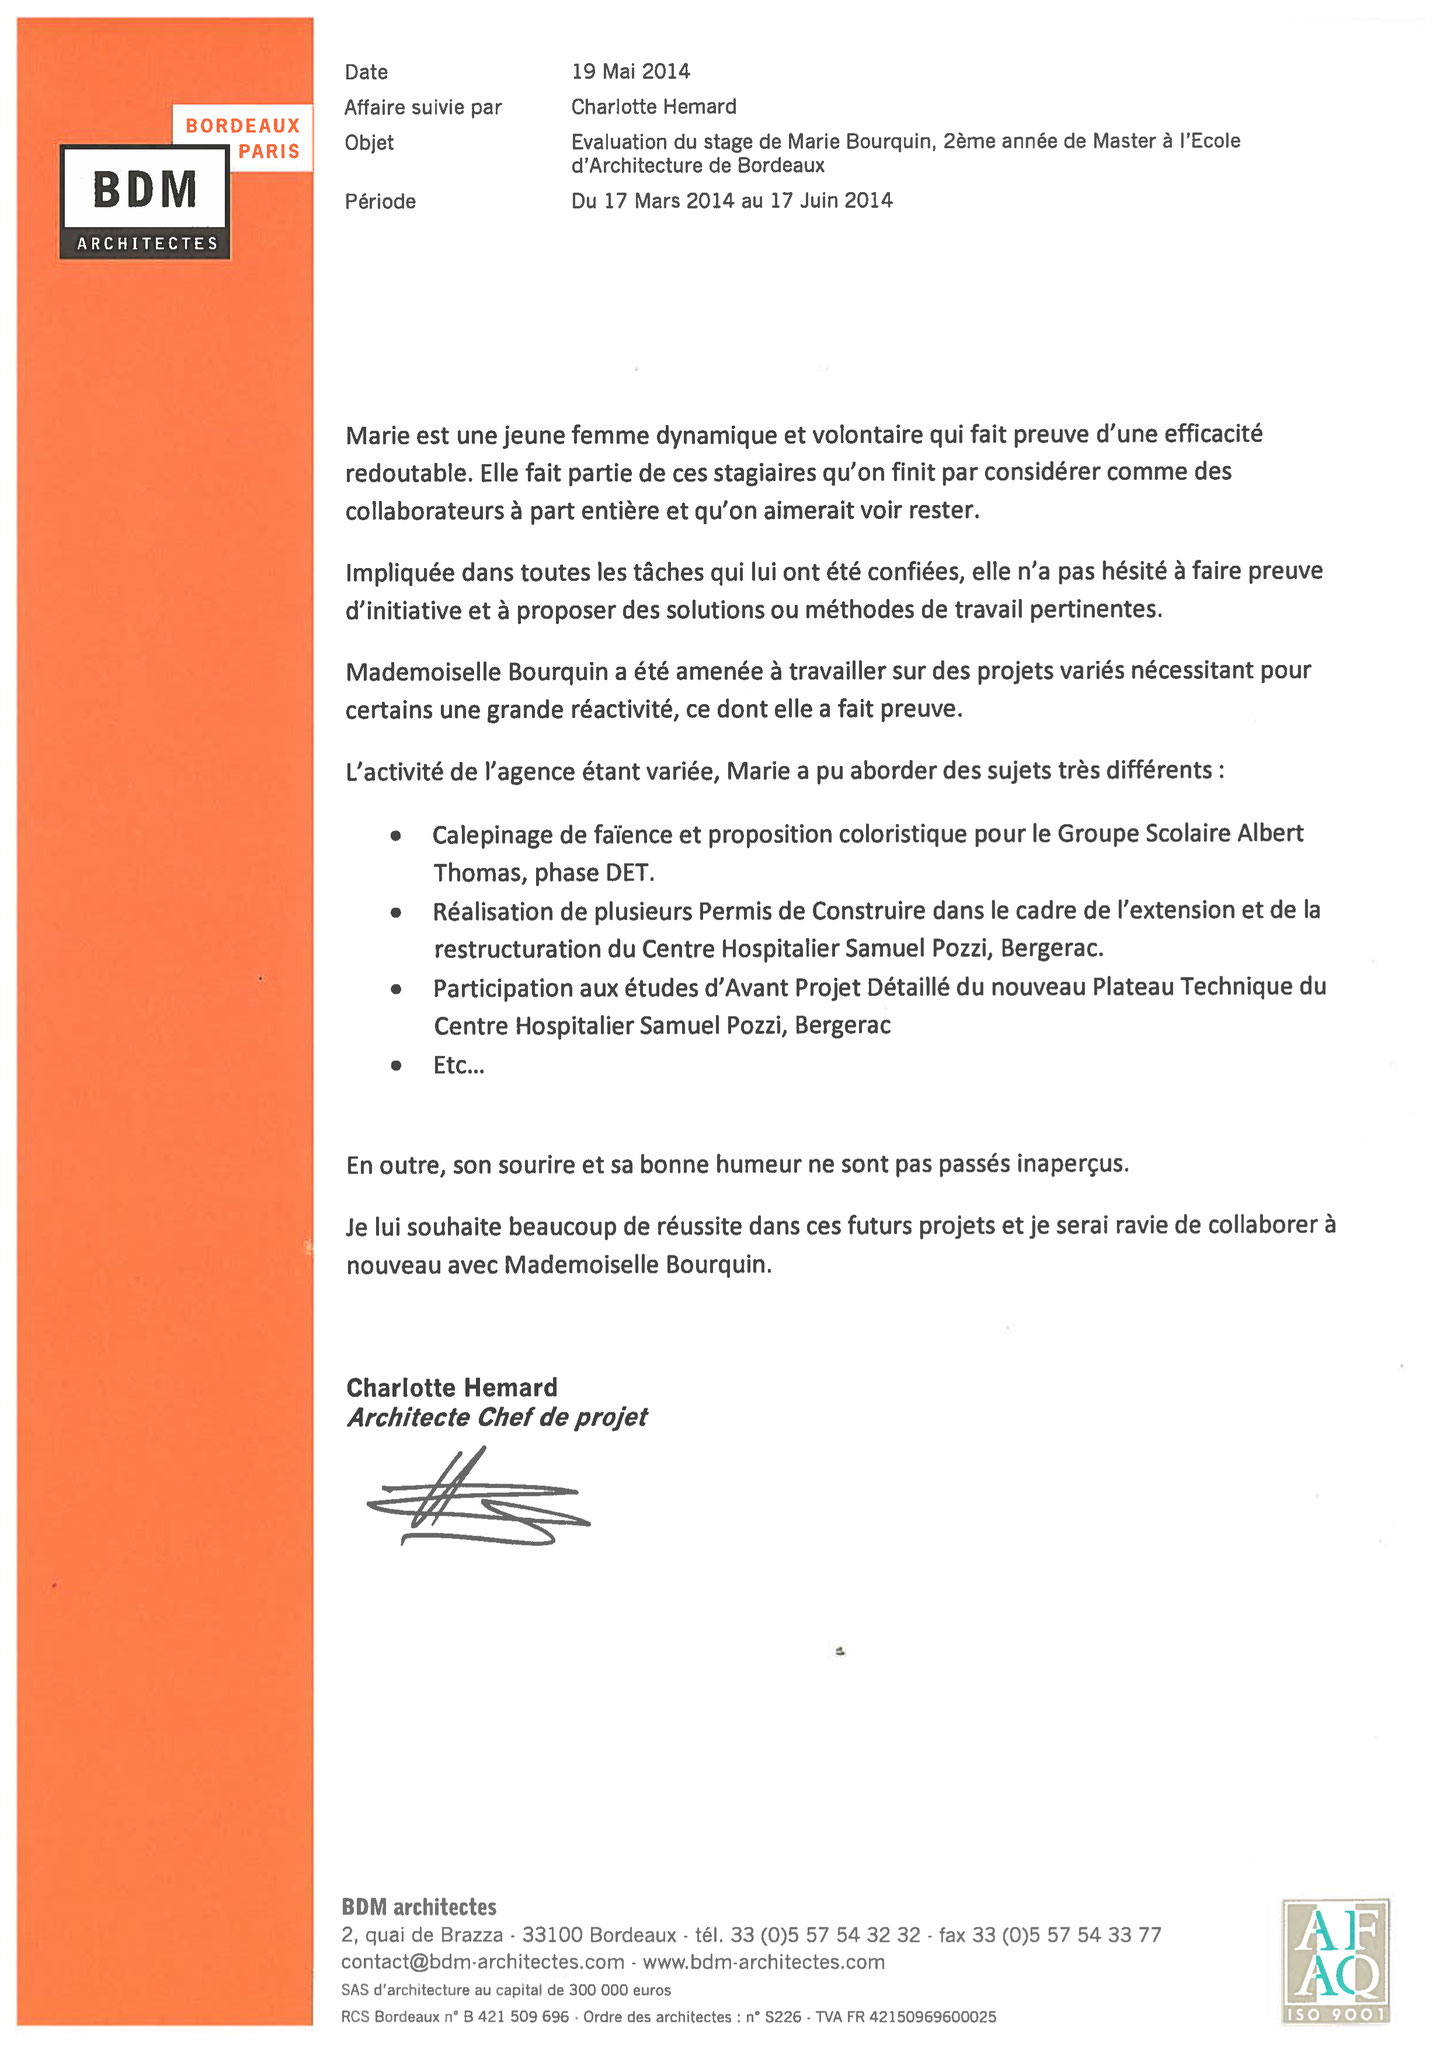 BORDEAUX
PARIS
BDM
ARCHITECTES
Date 19 Mai 2014
Affaire suivie par Charlotte Hemard
Objet Evaluation du stage de Marie Bourquin, 2ème année de Master à l'Ecole
d'Architecture de Bordeaux
Période Du 17 Mars 2014 au 17 Juin 2014
Marie est une jeune femme dynamique et volontaire qui fait preuve d'une efficacité
redoutable. Elle fait partie de ces stagiaires qu'on finit par considérer comme des
collaborateurs à part entière et qu'on aimerait voir rester.
Impliquée dans toutes les tâches qui lui ont été confiées, elle n'a pas hésité à faire preuve
d'initiative et à proposer des solutions ou méthodes de travail pertinentes.
Mademoiselle Bourquin a été amenée à travailler sur des projets variés nécessitant pour
certains une grande réactivité, ce dont elle a fait preuve.
L'activité de l'agence étant variée, Marie a pu aborder des sujets très différents :
• Calepinage de faïence et proposition coloristique pour le Groupe Scolaire Albert
Thomas, phase DET.
• Réalisation de plusieurs Permis de Construire dans le cadre de l'extension et de la
restructuration du Centre Hospitalier Samuel Pozzi, Bergerac.
• Participation aux études d'Avant Projet Détaillé du nouveau Plateau Technique du
Centre Hospitalier Samuel Pozzi, Bergerac
• Etc...
En outre, son sourire et sa bonne humeur ne sont pas passés inaperçus.
Je lui souhaite beaucoup de réussite dans ces futurs projets et je serai ravie de collaborer à
nouveau avec Mademoiselle Bourquin.
Charlotte Hemard
Architecte Chef de projet
BDM architectes
2, quai de Brazza - 33100 Bordeaux - tél. 33 (0)5 57 54 32 32 - fax 33 (0)5 57 54 33 77
contact@bdm-architectes.com - www.bdm-architectes.com
SAS d'architecture au capital de 300 000 euros
RCS Bordeaux n° B 421 509 696 - Ordre des architectes : n° S226 - TVA FR 42150969600025
AF
AQ
ISO 9001